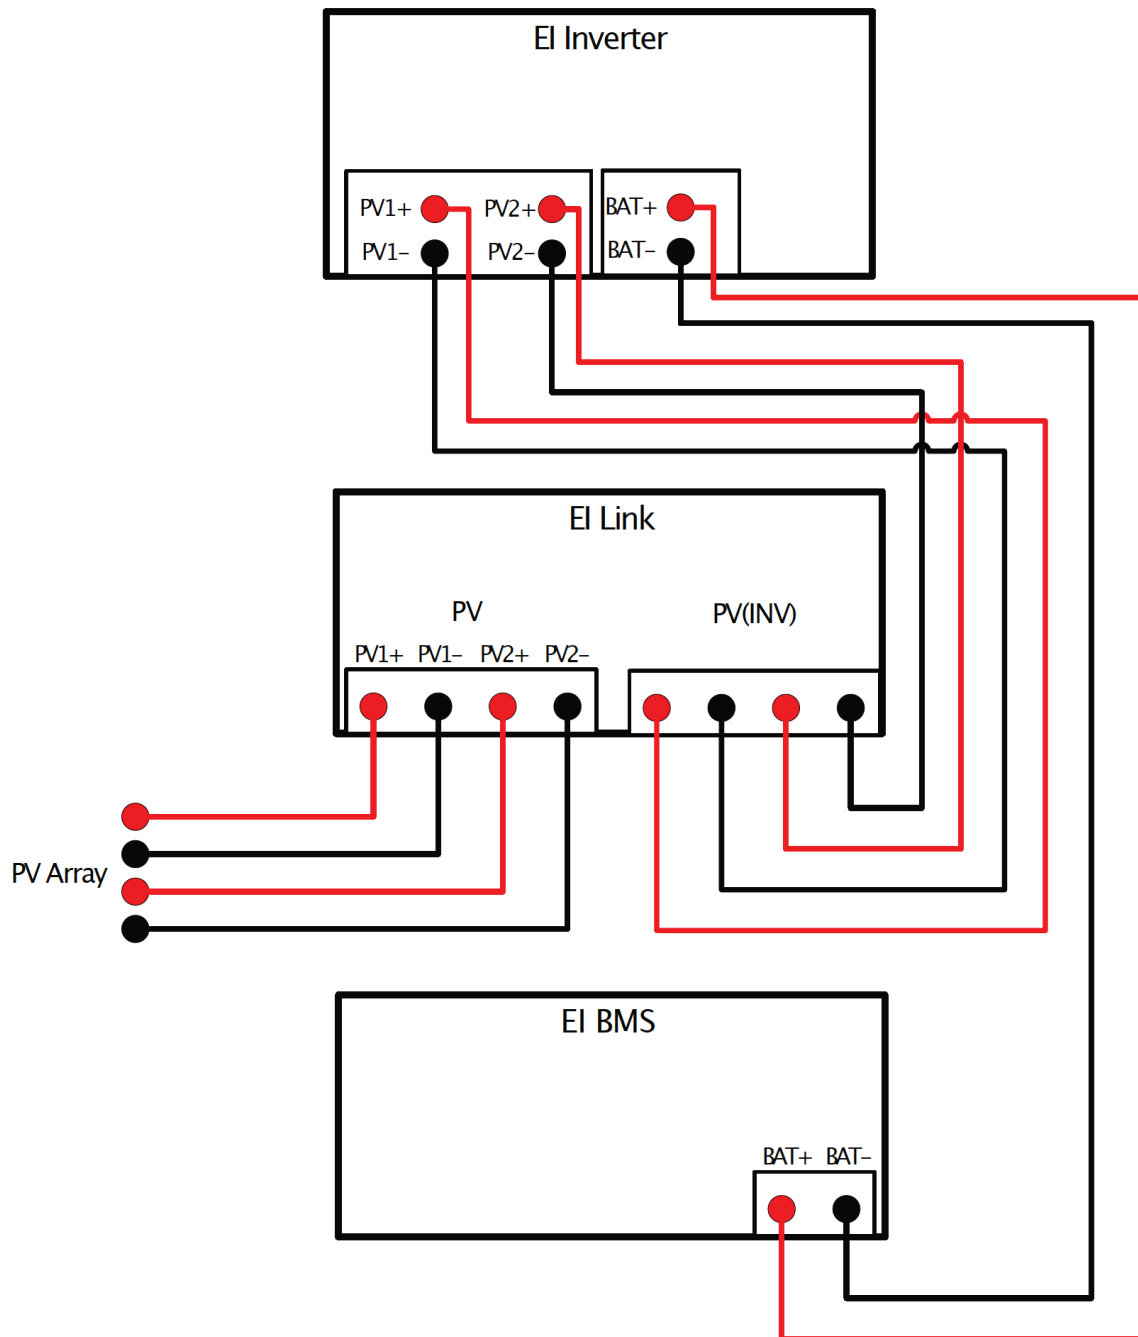 EI Inverter
PV1+ PV2+ BAT+
PV1– PV2– BAT–
EI Link
PV PV(INV)
PV1+ PV1– PV2+ PV2–
PV Array
EI BMS
BAT+ BAT–